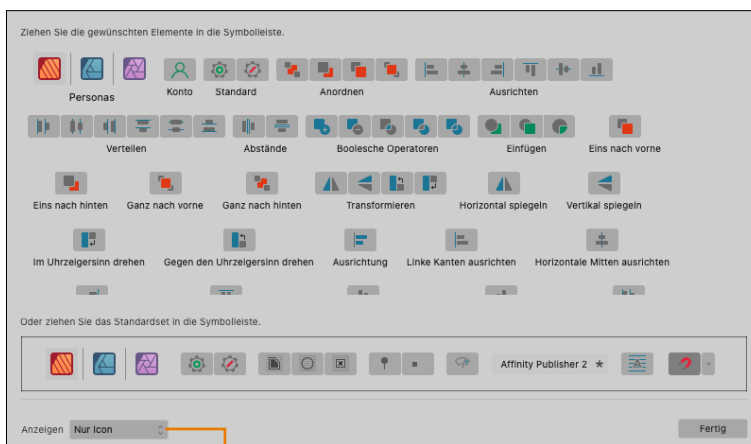 Ziehen Sie die gewünschten Elemente in die Symbolleiste.
Personas Konto Standard Anordnen Ausrichten
Verteilen Abstände Boolesche Operatoren Einfügen Eins nach vorne
Eins nach hinten Ganz nach vorne Ganz nach hinten Transformieren Horizontal spiegeln Vertikal spiegeln
Im Uhrzeigersinn drehen Gegen den Uhrzeigersinn drehen Ausrichtung Linke Kanten ausrichten Horizontale Mitten ausrichten
Oder ziehen Sie das Standardset in die Symbolleiste.
Affinity Publisher 2 *
Anzeigen Nur Icon Fertig